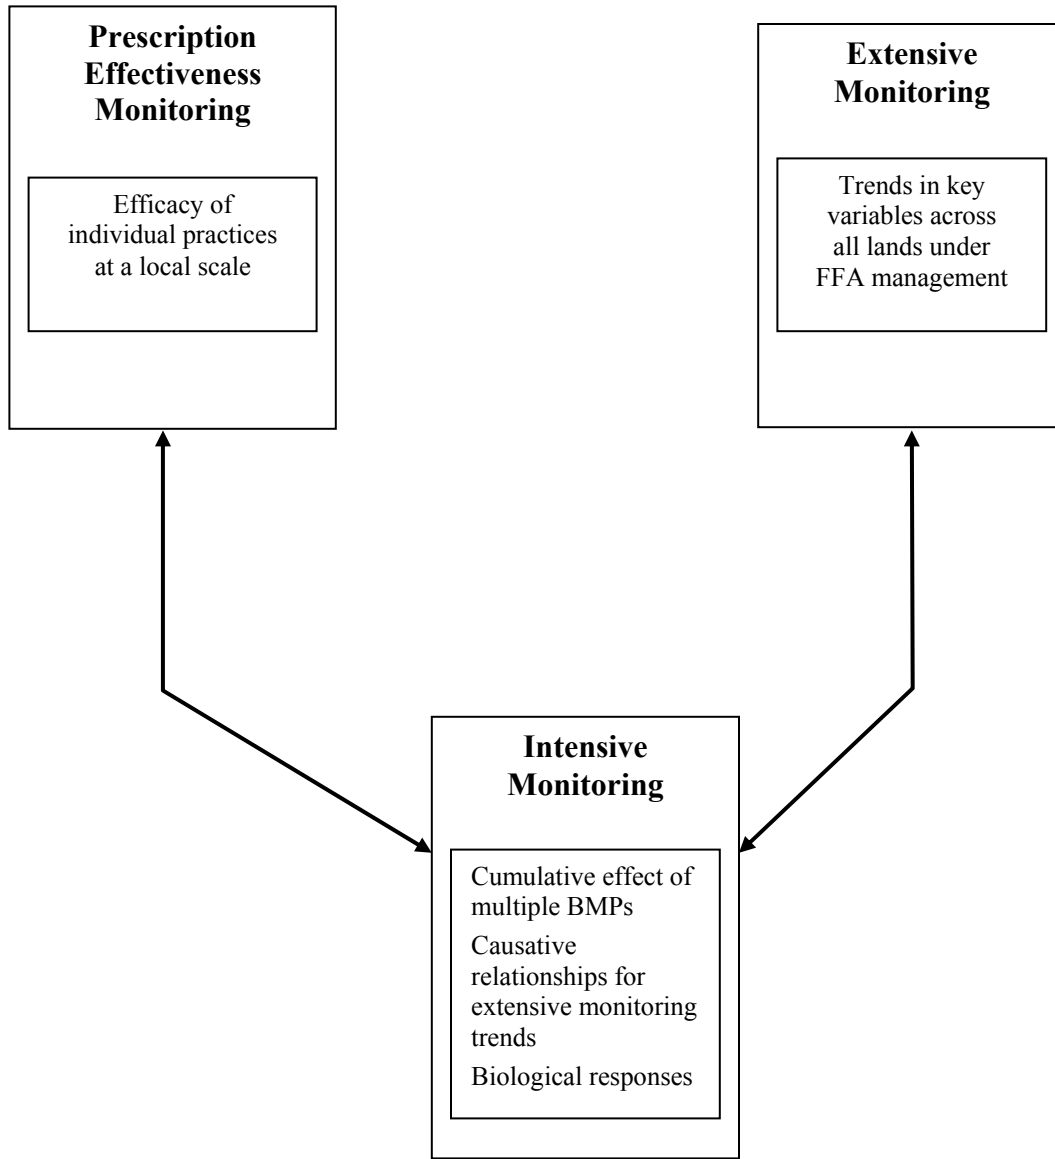 Prescription
Effectiveness
Monitoring
Efficacy of
individual practices
at a local scale
Extensive
Monitoring
Trends in key
variables across
all lands under
FFA management
Intensive
Monitoring
Cumulative effect of
multiple BMPs
Causative
relationships for
extensive monitoring
trends
Biological responses